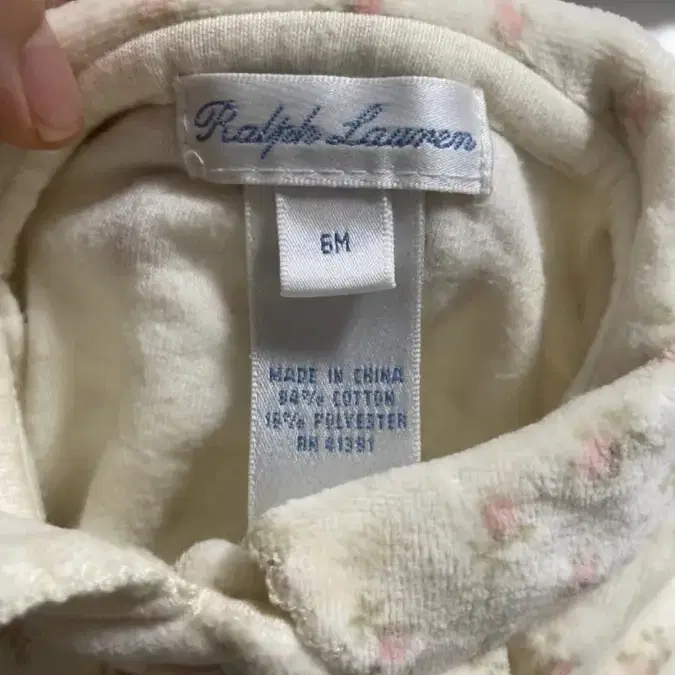 Ralph Lauren
6M
MADE IN CHINA
84% COTTON
16% POLYESTER
RN 41381